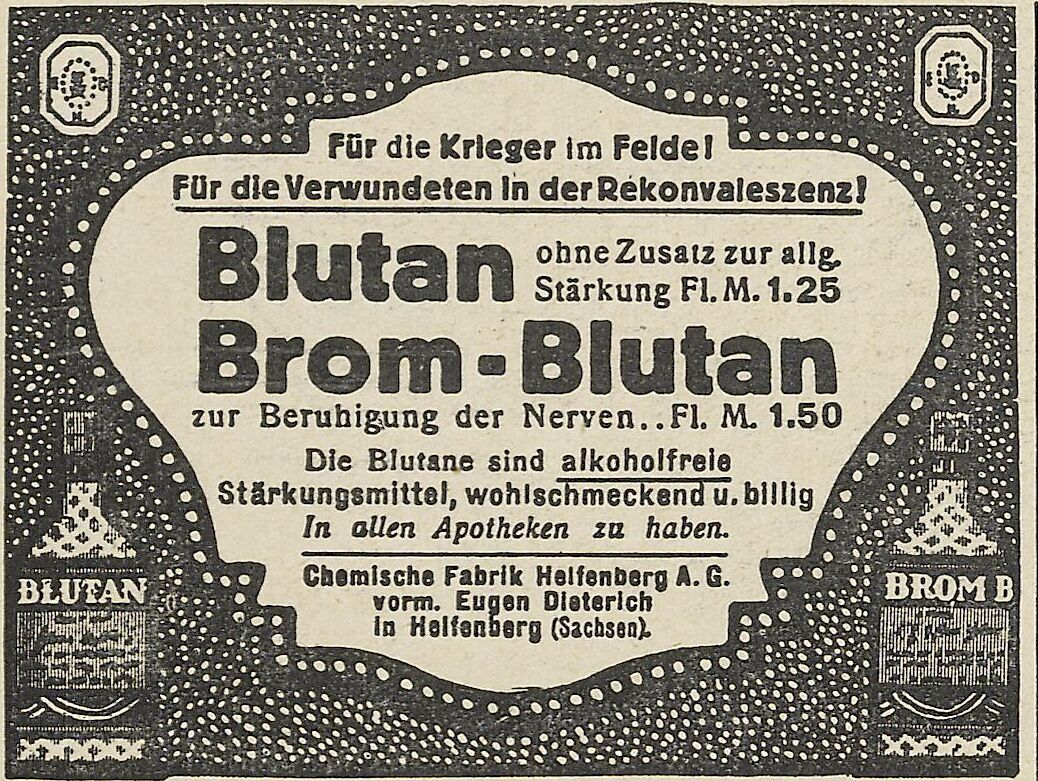 Für die Krieger im Felde!
Für die Verwundeten in der Rekonvaleszenz!
Blutan ohne Zusatz zur allg.
Stärkung Fl. M. 1.25
Brom-Blutan
zur Beruhigung der Nerven.. Fl. M. 1.50
Die Blutane sind alkoholfreie
Stärkungsmittel, wohlschmeckend u. billig
In allen Apotheken zu haben.
Chemische Fabrik Helfenberg A. G.
vorm. Eugen Dieterich
in Helfenberg (Sachsen).
BLUTAN
BROM B